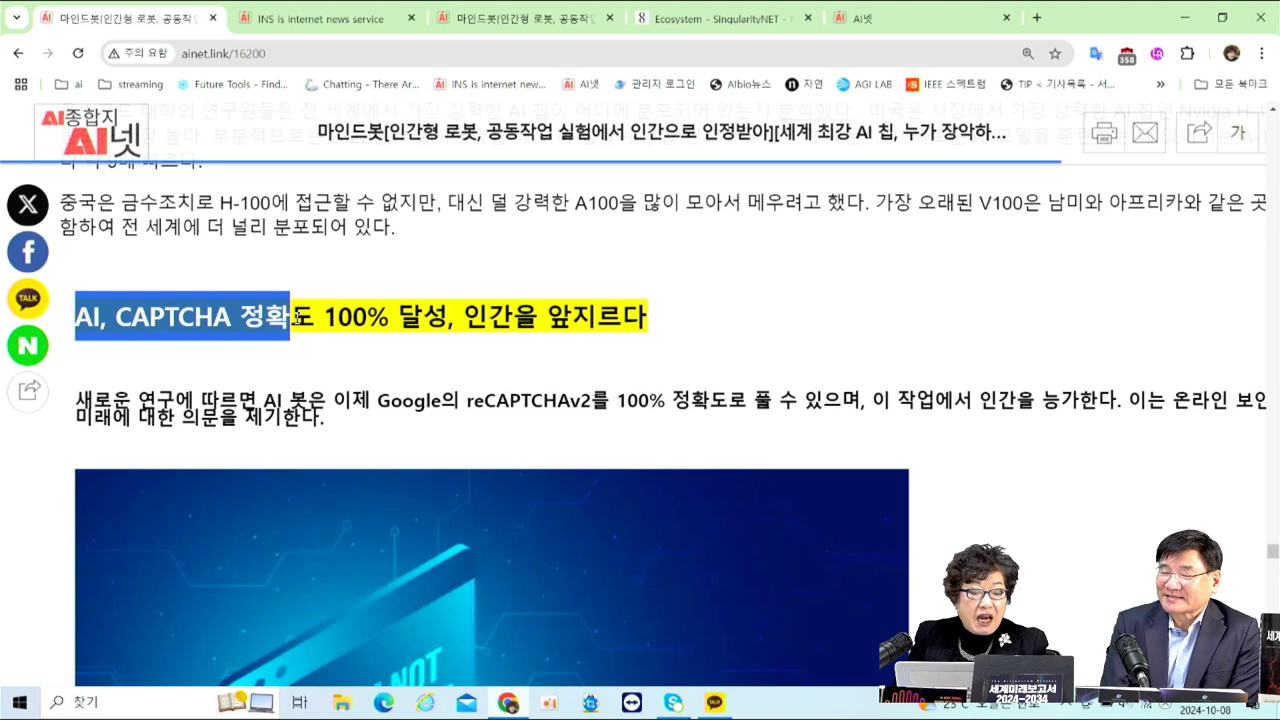 마인드봇[인간형 로봇, 공동작업
INS is internet news service
마인드봇[인간형 로봇, 공동작업
Ecosystem - SingularityNET -
AI넷
주의 요함
ainet.link/16200
358
ai
streaming
Future Tools - Find...
Chatting - There Ar...
INS is internet new...
AI넷
관리자 로그인
AIbio뉴스
자연
AGI LAB
IEEE 스펙트럼
TIP < 기사목록 - 서...
모든 북마크
AI종합지
AI넷
마인드봇[인간형 로봇, 공동작업 실험에서 인간으로 인정받아][세계 최강 AI 칩, 누가 장악하...
가
중국은 금수조치로 H-100에 접근할 수 없지만, 대신 덜 강력한 A100을 많이 모아서 메우려고 했다. 가장 오래된 V100은 남미와 아프리카와 같은 곳
함하여 전 세계에 더 널리 분포되어 있다.
TALK
N
AI, CAPTCHA 정확도 100% 달성, 인간을 앞지르다
새로운 연구에 따르면 AI 봇은 이제 Google의 reCAPTCHAv2를 100% 정확도로 풀 수 있으며, 이 작업에서 인간을 능가한다. 이는 온라인 보안
미래에 대한 의문을 제기한다.
NOT
세계미래보고서
2024-2034
찾기
2024-10-08